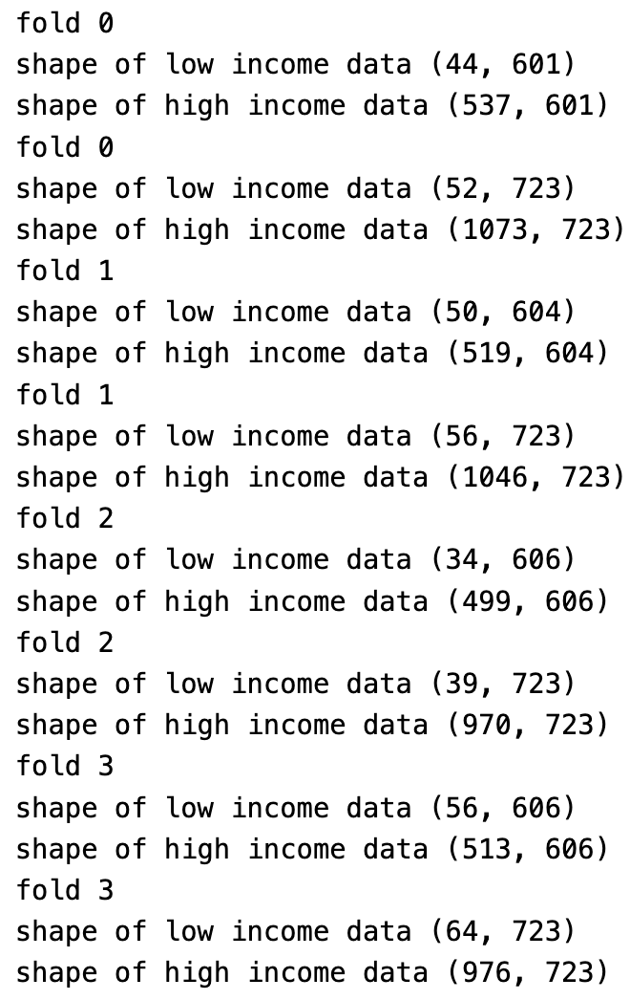 fold 0
shape of low income data (44, 601)
shape of high income data (537, 601)
fold 0
shape of low income data (52, 723)
shape of high income data (1073, 723)
fold 1
shape of low income data (50, 604)
shape of high income data (519, 604)
fold 1
shape of low income data (56, 723)
shape of high income data (1046, 723)
fold 2
shape of low income data (34, 606)
shape of high income data (499, 606)
fold 2
shape of low income data (39, 723)
shape of high income data (970, 723)
fold 3
shape of low income data (56, 606)
shape of high income data (513, 606)
fold 3
shape of low income data (64, 723)
shape of high income data (976, 723)